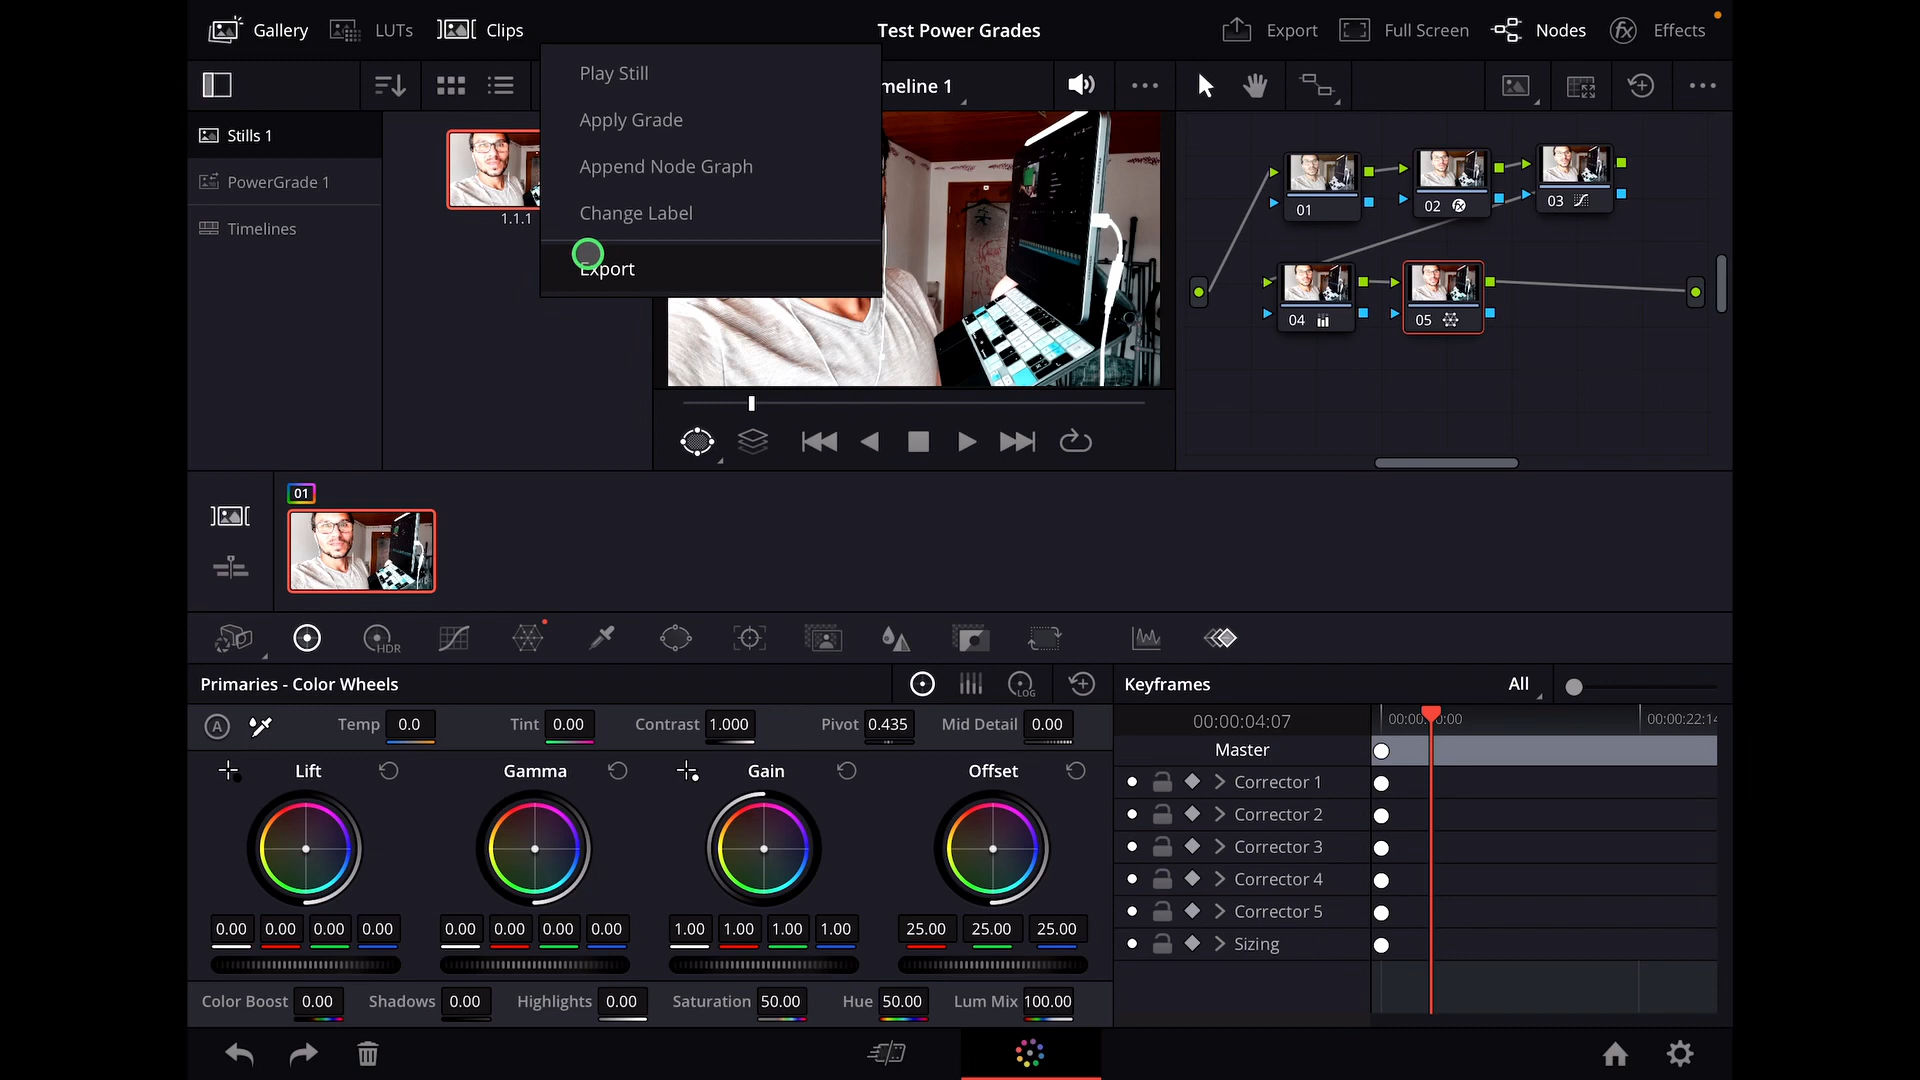 Gallery
LUTs
Clips
Test Power Grades
Export
Full Screen
Nodes
Effects
meline 1
Play Still
Apply Grade
Append Node Graph
Change Label
Export
Stills 1
PowerGrade 1
Timelines
1.1.1
01
02
03
04
05
01
HDR
Primaries - Color Wheels
LOG
Keyframes
All
A
Temp 0.0
Tint 0.00
Contrast 1.000
Pivot 0.435
Mid Detail 0.00
00:00:04:07
00:00:22:14
Master
Lift
Gamma
Gain
Offset
Corrector 1
Corrector 2
Corrector 3
Corrector 4
Corrector 5
Sizing
0.00 0.00 0.00 0.00
0.00 0.00 0.00 0.00
1.00 1.00 1.00 1.00
25.00 25.00 25.00
Color Boost 0.00
Shadows 0.00
Highlights 0.00
Saturation 50.00
Hue 50.00
Lum Mix 100.00